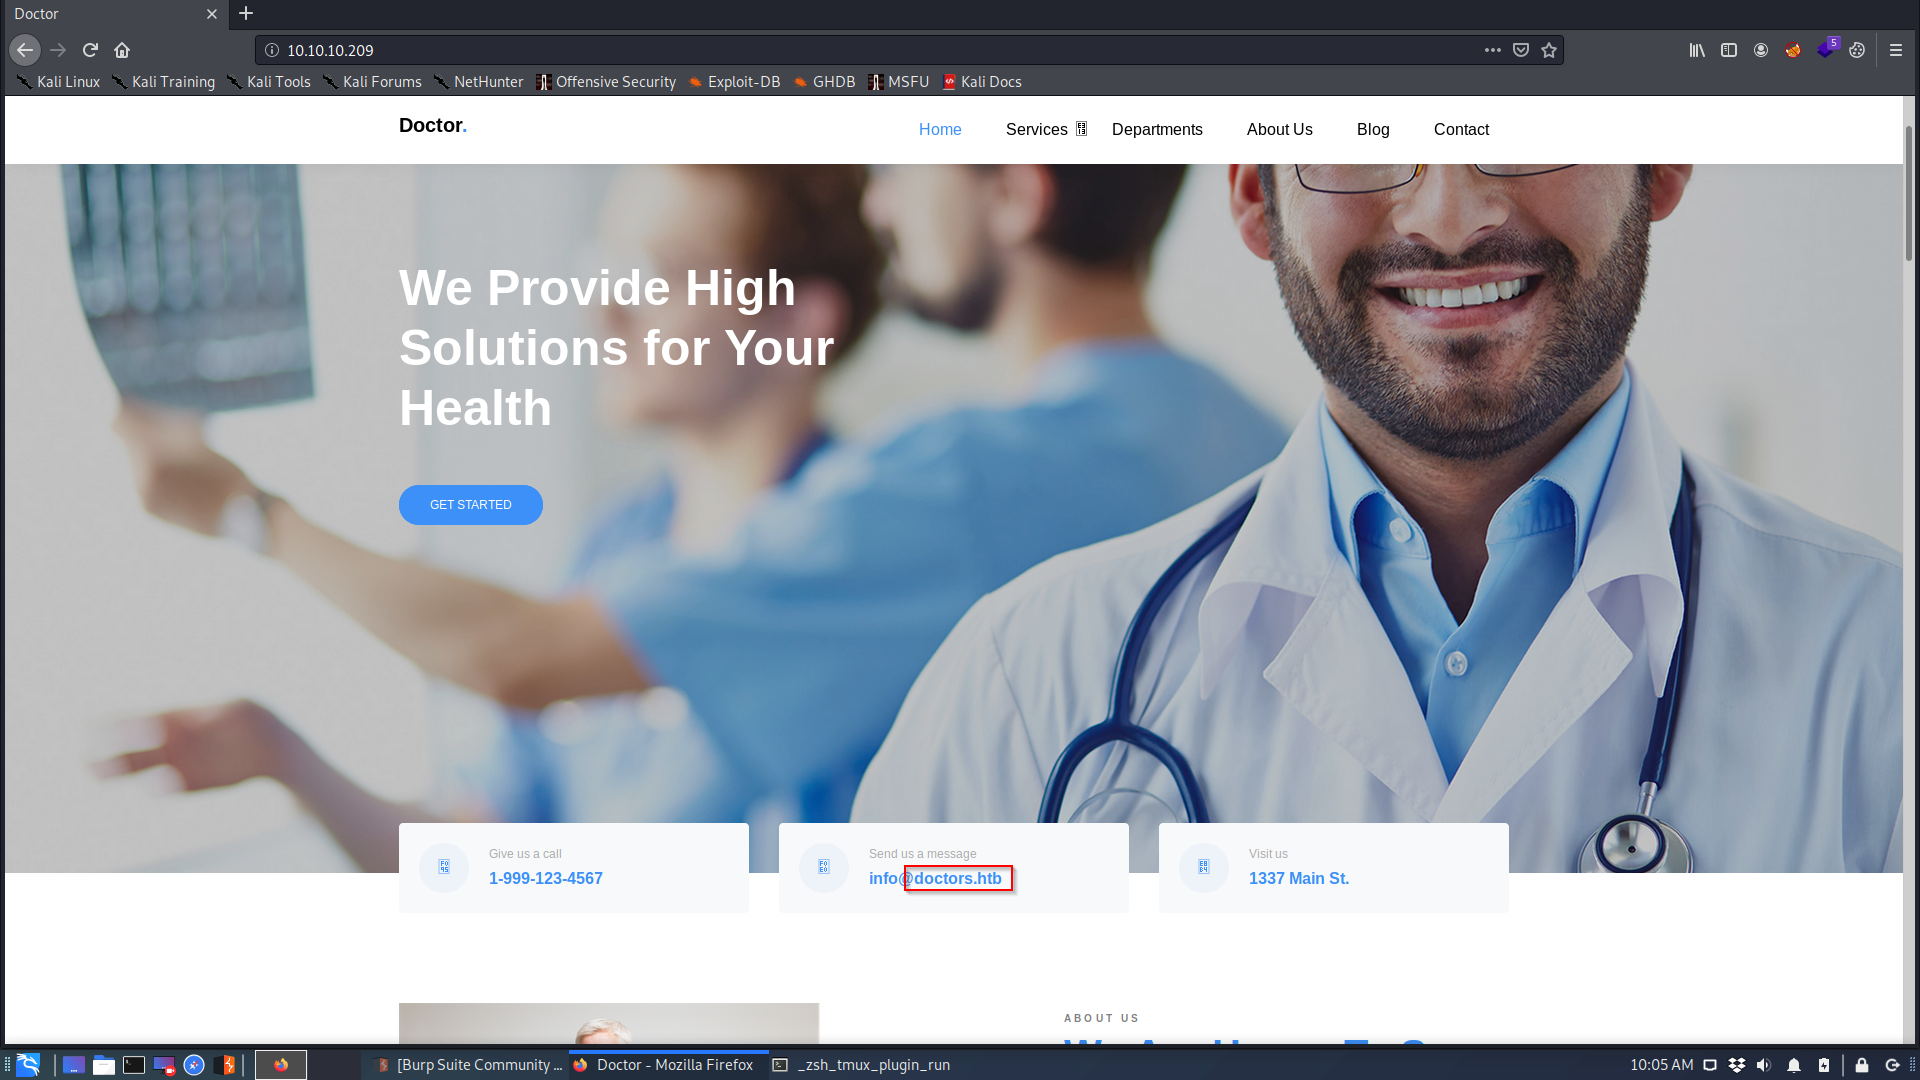 Doctor
10.10.10.209
5
Kali Linux Kali Training Kali Tools Kali Forums NetHunter Offensive Security Exploit-DB GHDB MSFU Kali Docs
Doctor.
Home Services Departments About Us Blog Contact
We Provide High
Solutions for Your
Health
GET STARTED
Give us a call
1-999-123-4567
Send us a message
info@doctors.htb
Visit us
1337 Main St.
ABOUT US
[Burp Suite Community ... Doctor - Mozilla Firefox _zsh_tmux_plugin_run 10:05 AM